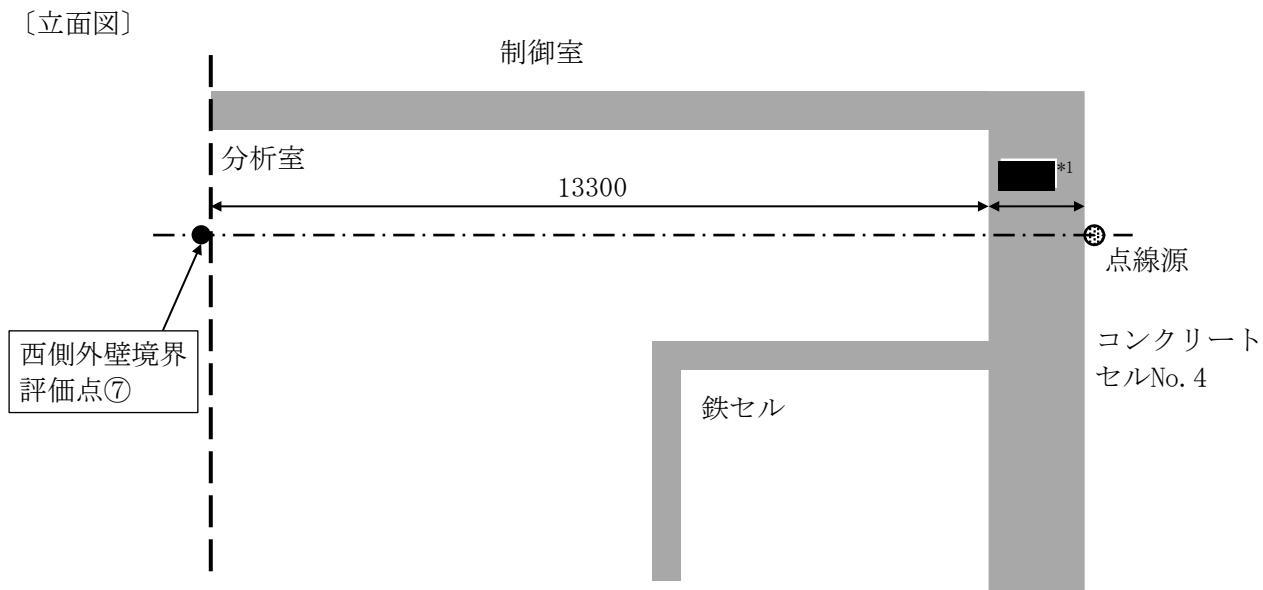 〔立面図〕
制御室
分析室
13300
*1
点線源
西側外壁境界
評価点⑦
コンクリート
セルNo.4
鉄セル